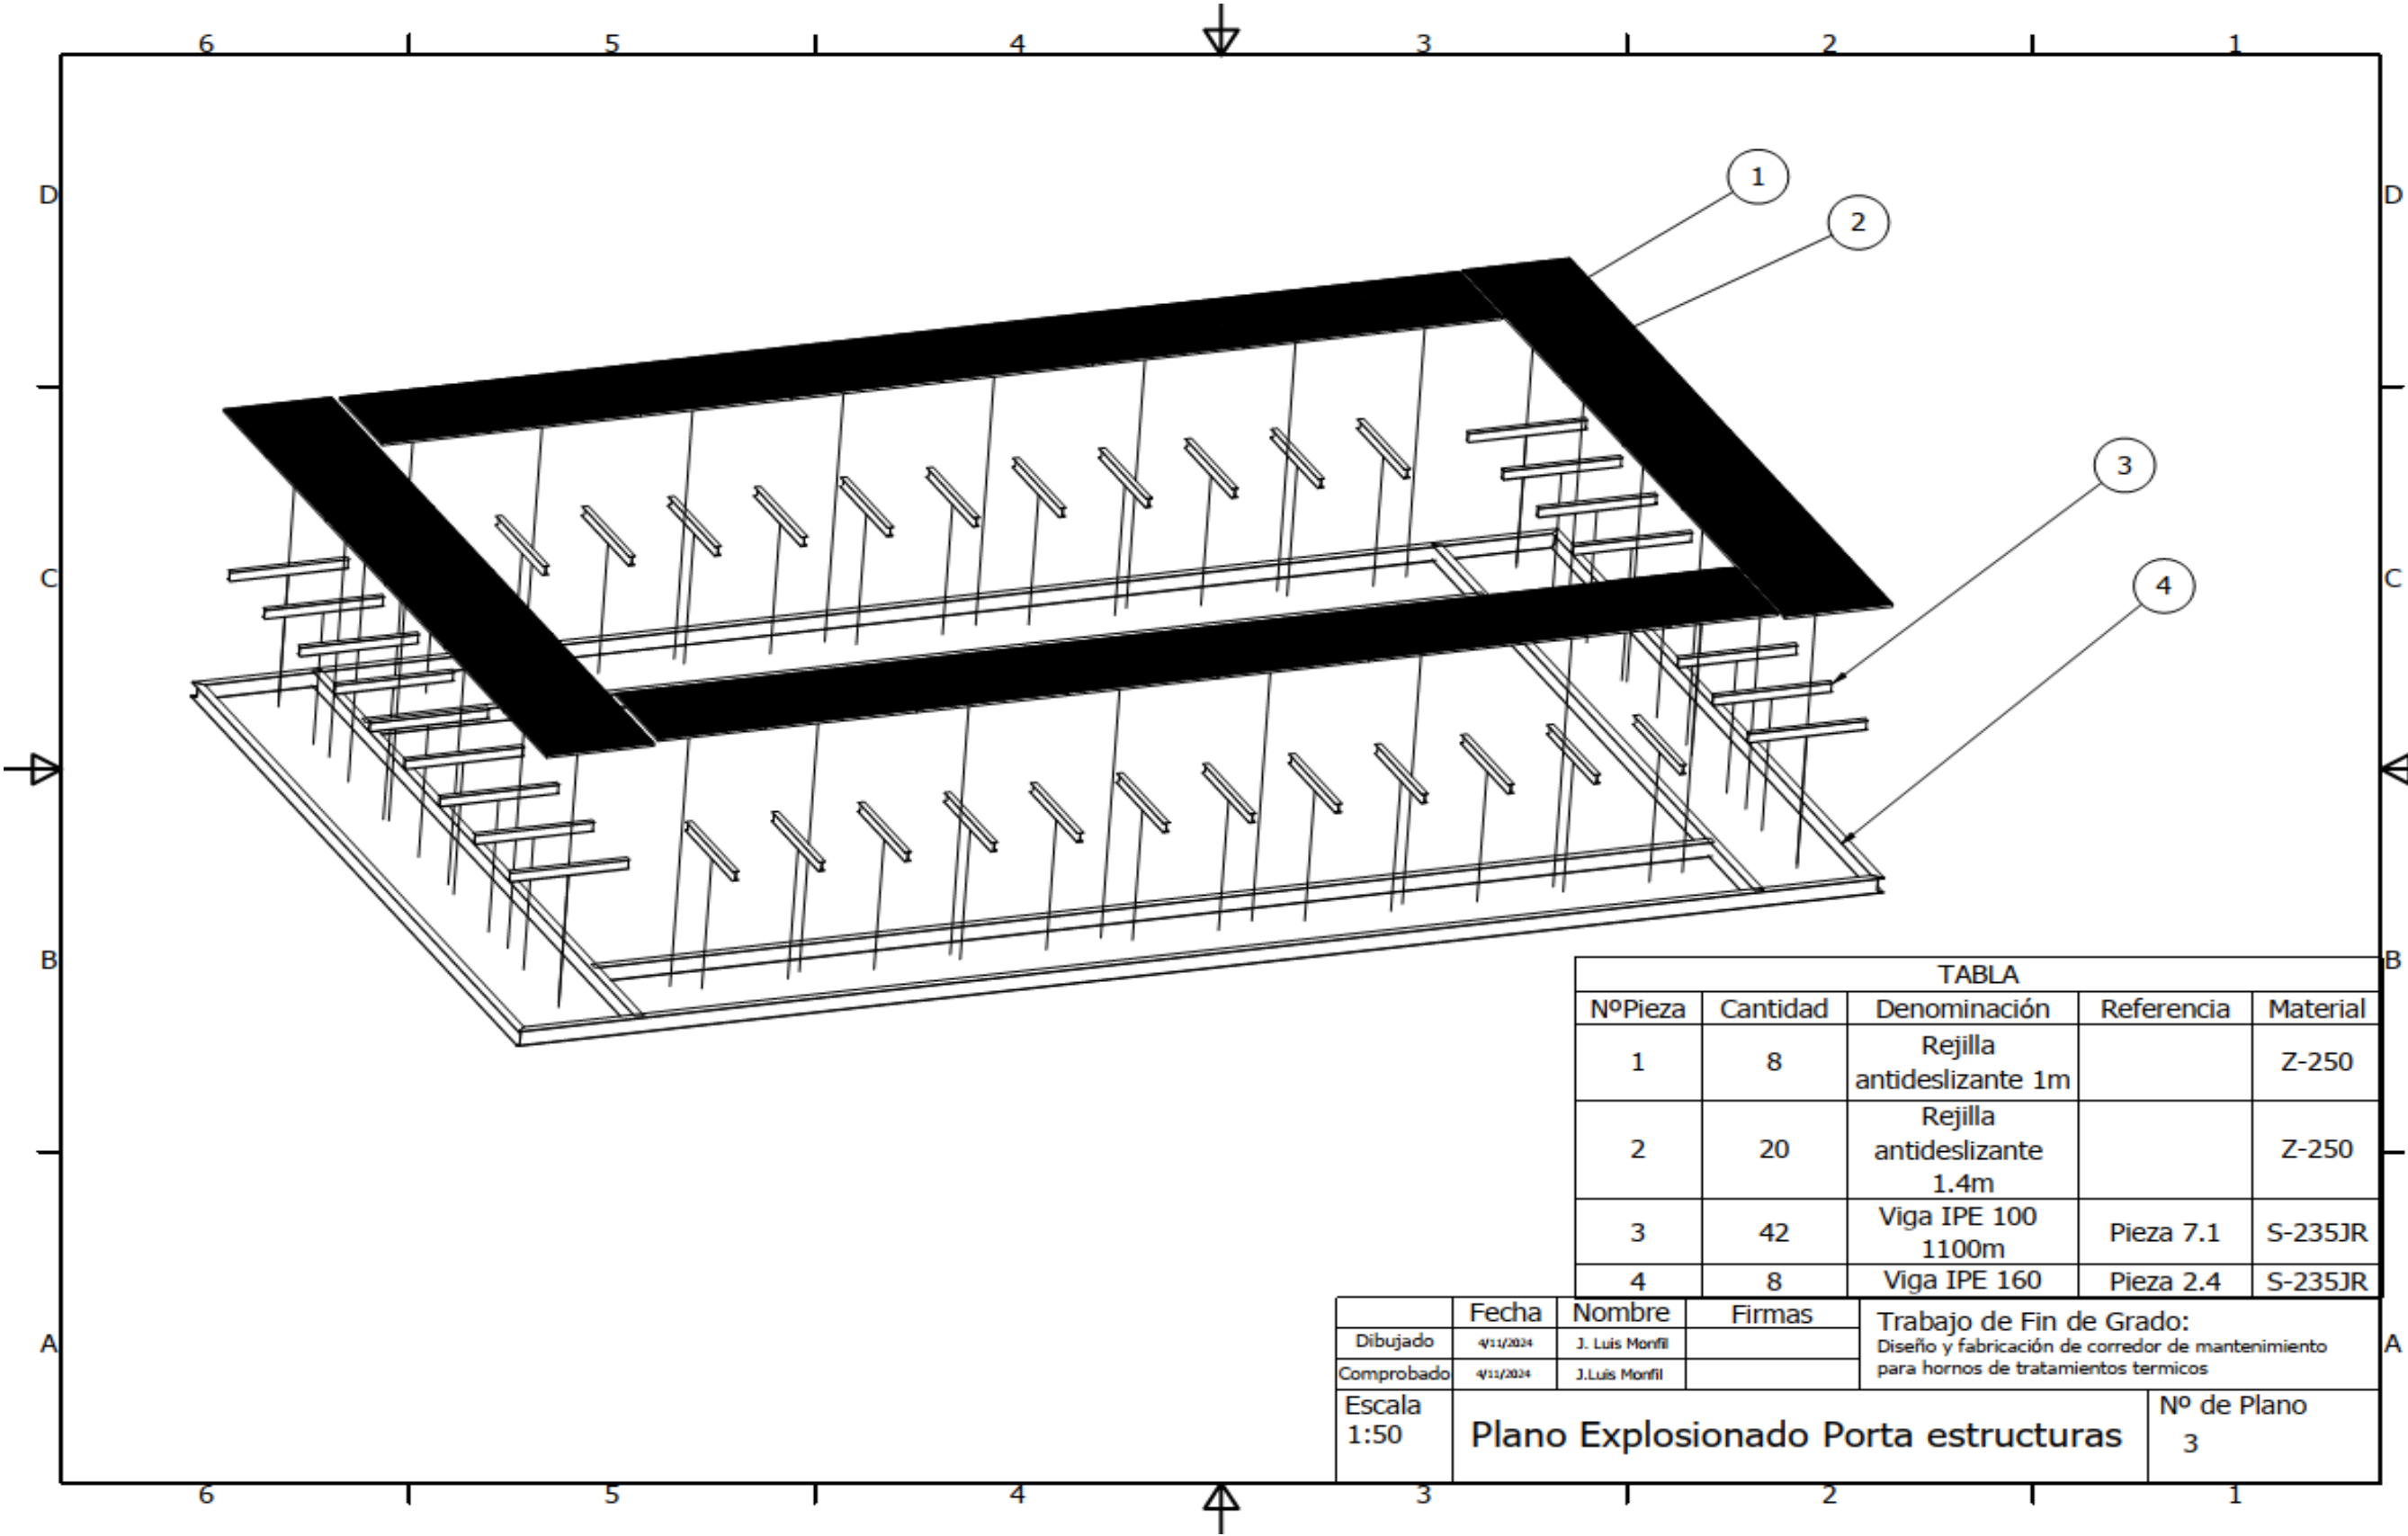 6 5 4 3 2 1
D D
1
2
3
C C
4
B B
TABLA
NºPieza Cantidad Denominación Referencia Material
1 8 Rejilla Z-250
antideslizante 1m
2 20 Rejilla Z-250
antideslizante
1.4m
3 42 Viga IPE 100 Pieza 7.1 S-235JR
1100m
4 8 Viga IPE 160 Pieza 2.4 S-235JR
Fecha Nombre Firmas
Dibujado 4/11/2024 J. Luis Monfil
Comprobado 4/11/2024 J.Luis Monfil
Trabajo de Fin de Grado:
Diseño y fabricación de corredor de mantenimiento
para hornos de tratamientos termicos
A A
Escala
1:50
Plano Explosionado Porta estructuras
Nº de Plano
3
6 5 4 3 2 1